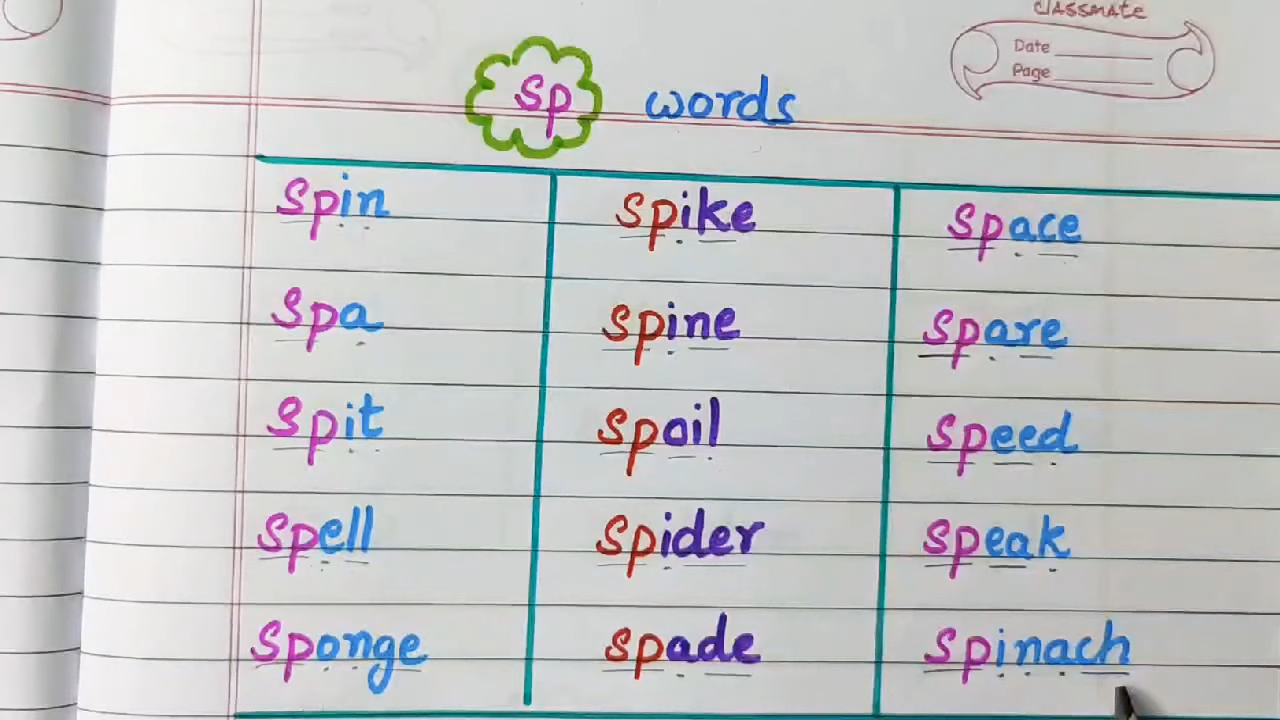 classmate
Date
Page
sp words
spin spike space
spa spine spare
spit spoil speed
spell spider speak
sponge spade spinach